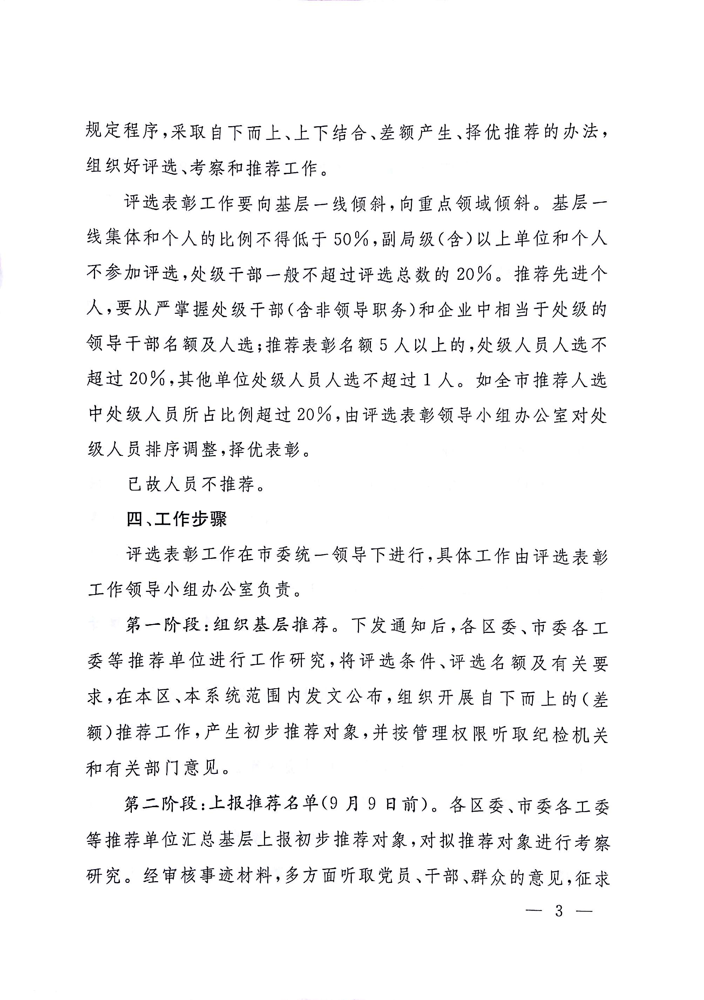 规定程序,采取自下而上、上下结合、差额产生、择优推荐的办法,
组织好评选、考察和推荐工作。
评选表彰工作要向基层一线倾斜,向重点领域倾斜。基层一
线集体和个人的比例不得低于50%,副局级(含)以上单位和个人
不参加评选,处级干部一般不超过评选总数的20%。推荐先进个
人,要从严掌握处级干部(含非领导职务)和企业中相当于处级的
领导干部名额及人选;推荐表彰名额5人以上的,处级人员人选不
超过20%,其他单位处级人员人选不超过1人。如全市推荐人选
中处级人员所占比例超过20%,由评选表彰领导小组办公室对处
级人员排序调整,择优表彰。
已故人员不推荐。
四、工作步骤
评选表彰工作在市委统一领导下进行,具体工作由评选表彰
工作领导小组办公室负责。
第一阶段:组织基层推荐。下发通知后,各区委、市委各工
委等推荐单位进行工作研究,将评选条件、评选名额及有关要
求,在本区、本系统范围内发文公布,组织开展自下而上的(差
额)推荐工作,产生初步推荐对象,并按管理权限听取纪检机关
和有关部门意见。
第二阶段:上报推荐名单(9月9日前)。各区委、市委各工委
等推荐单位汇总基层上报初步推荐对象,对拟推荐对象进行考察
研究。经审核事迹材料,多方面听取党员、干部、群众的意见,征求
— 3 —